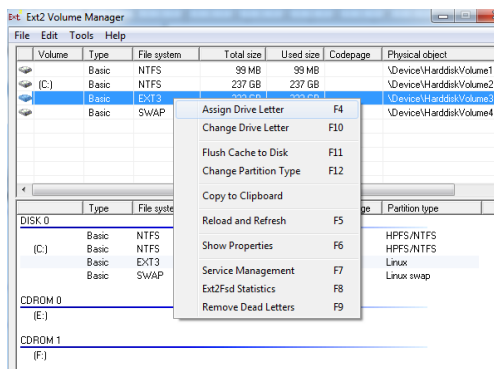 Ext2 Volume Manager
File Edit Tools Help
Volume Type File system Total size Used size Codepage Physical object
Basic NTFS 99 MB 99 MB \Device\HarddiskVolume1
(C:) Basic NTFS 237 GB 237 GB \Device\HarddiskVolume2
Basic EXT3 \Device\HarddiskVolume3
Basic SWAP \Device\HarddiskVolume4
Assign Drive Letter F4
Change Drive Letter F10
Flush Cache to Disk F11
Change Partition Type F12
Copy to Clipboard
Reload and Refresh F5
Show Properties F6
Service Management F7
Ext2Fsd Statistics F8
Remove Dead Letters F9
Type File syste ge Partition type
DISK 0
Basic NTFS HPFS/NTFS
(C:) Basic NTFS HPFS/NTFS
Basic EXT3 Linux
Basic SWAP Linux swap
CDROM 0
(E:)
CDROM 1
(F:)